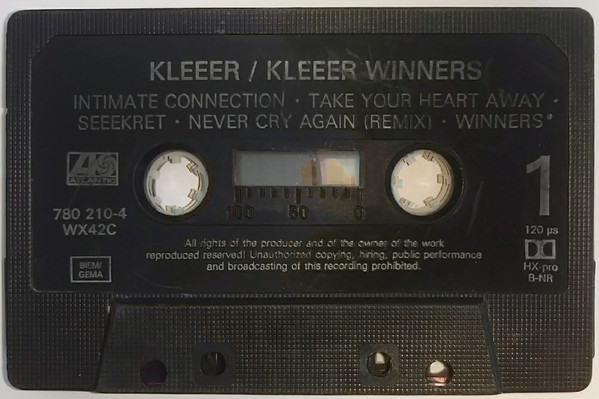 KLEEER / KLEEER WINNERS
INTIMATE CONNECTION · TAKE YOUR HEART AWAY ·
SEEEKRET · NEVER CRY AGAIN (REMIX) · WINNERS*
ATLANTIC
780 210-4
WX42C
BIEM/
GEMA
100 50 0
1
120 µs
HX-pro
B-NR
All rights of the producer and of the owner of the work
reproduced reserved! Unauthorized copying, hiring, public performance
and broadcasting of this recording prohibited.